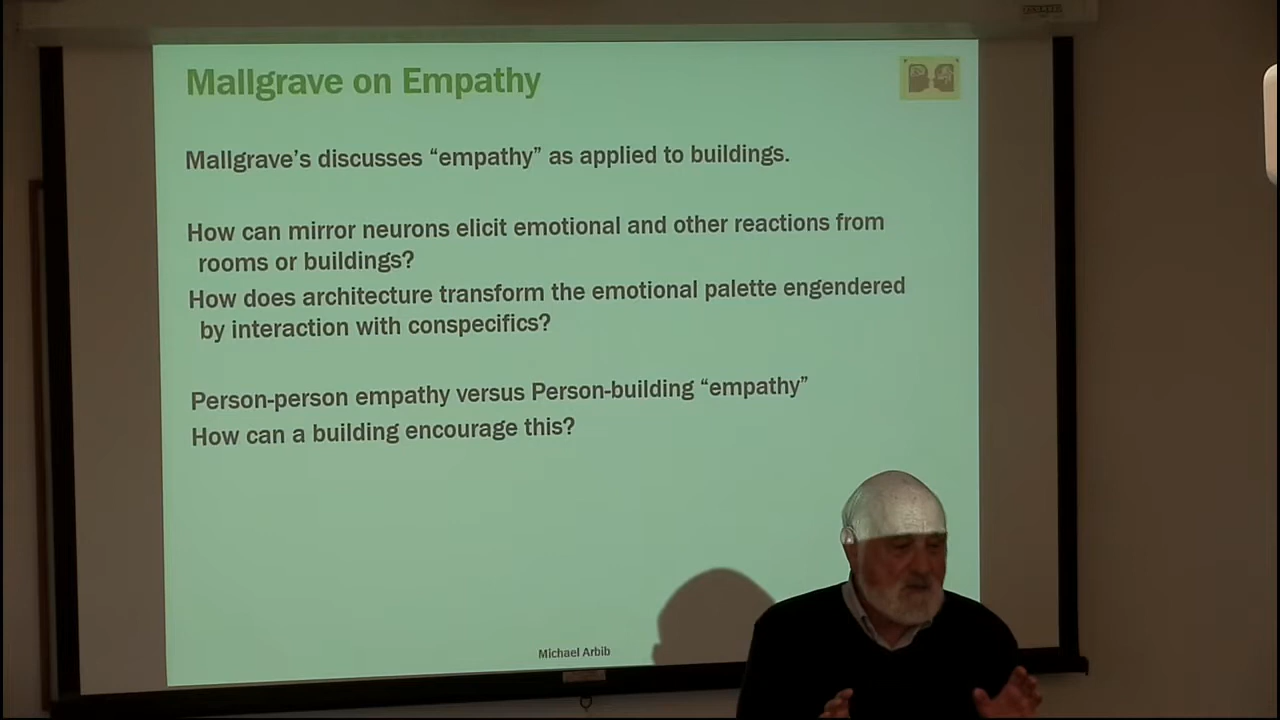 Mallgrave on Empathy
Mallgrave's discusses “empathy” as applied to buildings.
How can mirror neurons elicit emotional and other reactions from
rooms or buildings?
How does architecture transform the emotional palette engendered
by interaction with conspecifics?
Person-person empathy versus Person-building “empathy”
How can a building encourage this?
Michael Arbib